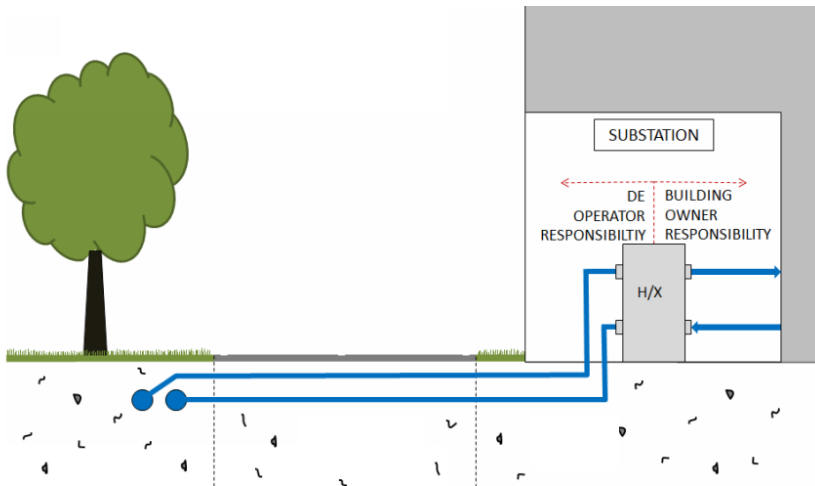 SUBSTATION
DE
OPERATOR
RESPONSIBILTIY
BUILDING
OWNER
RESPONSIBILITY
H/X